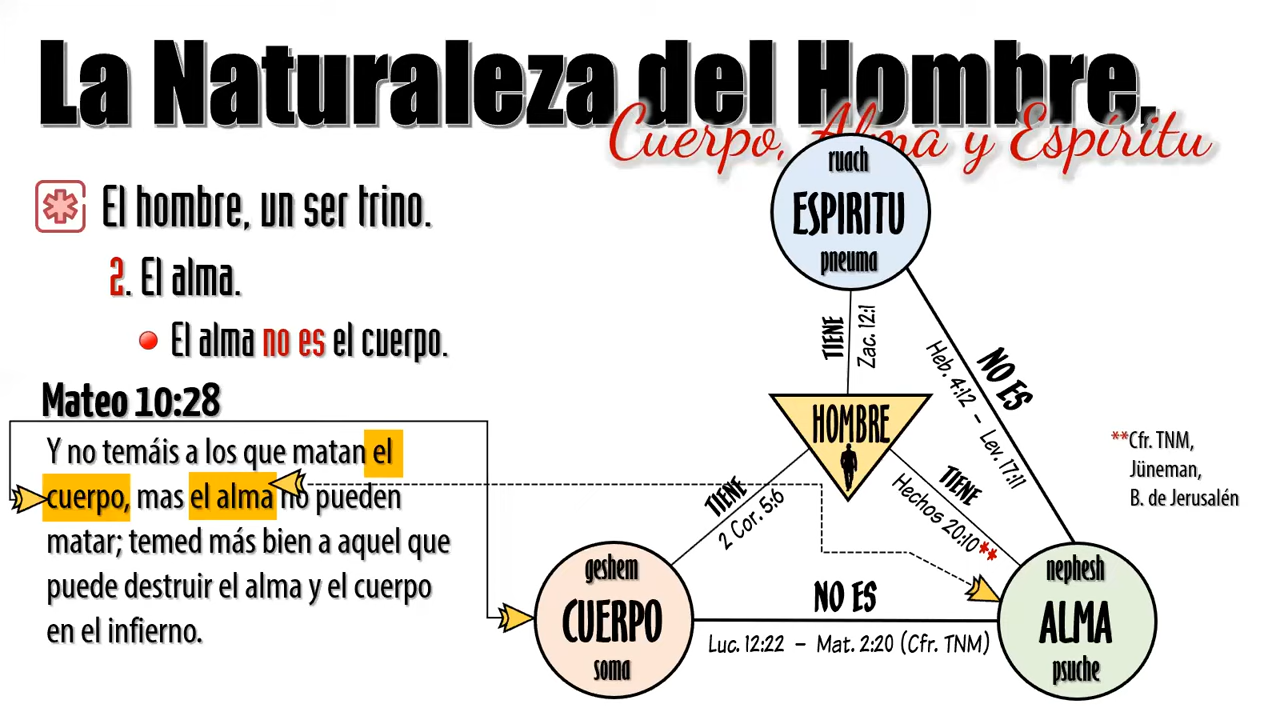 La Naturaleza del Hombre.
Cuerpo, Alma y Espíritu
El hombre, un ser trino.
2. El alma.
El alma no es el cuerpo.
Mateo 10:28
Y no temáis a los que matan el
cuerpo, mas el alma no pueden
matar; temed más bien a aquel que
puede destruir el alma y el cuerpo
en el infierno.
ruach
ESPIRITU
pneuma
TIENE
Zac. 12:1
NO ES
Heb. 4:12 – Lev. 17:11
HOMBRE
TIENE
2 Cor. 5:6
TIENE
Hechos 20:10**
**Cfr. TNM,
Jüneman,
B. de Jerusalén
geshem
CUERPO
soma
NO ES
Luc. 12:22 – Mat. 2:20 (Cfr. TNM)
nephesh
ALMA
psuche